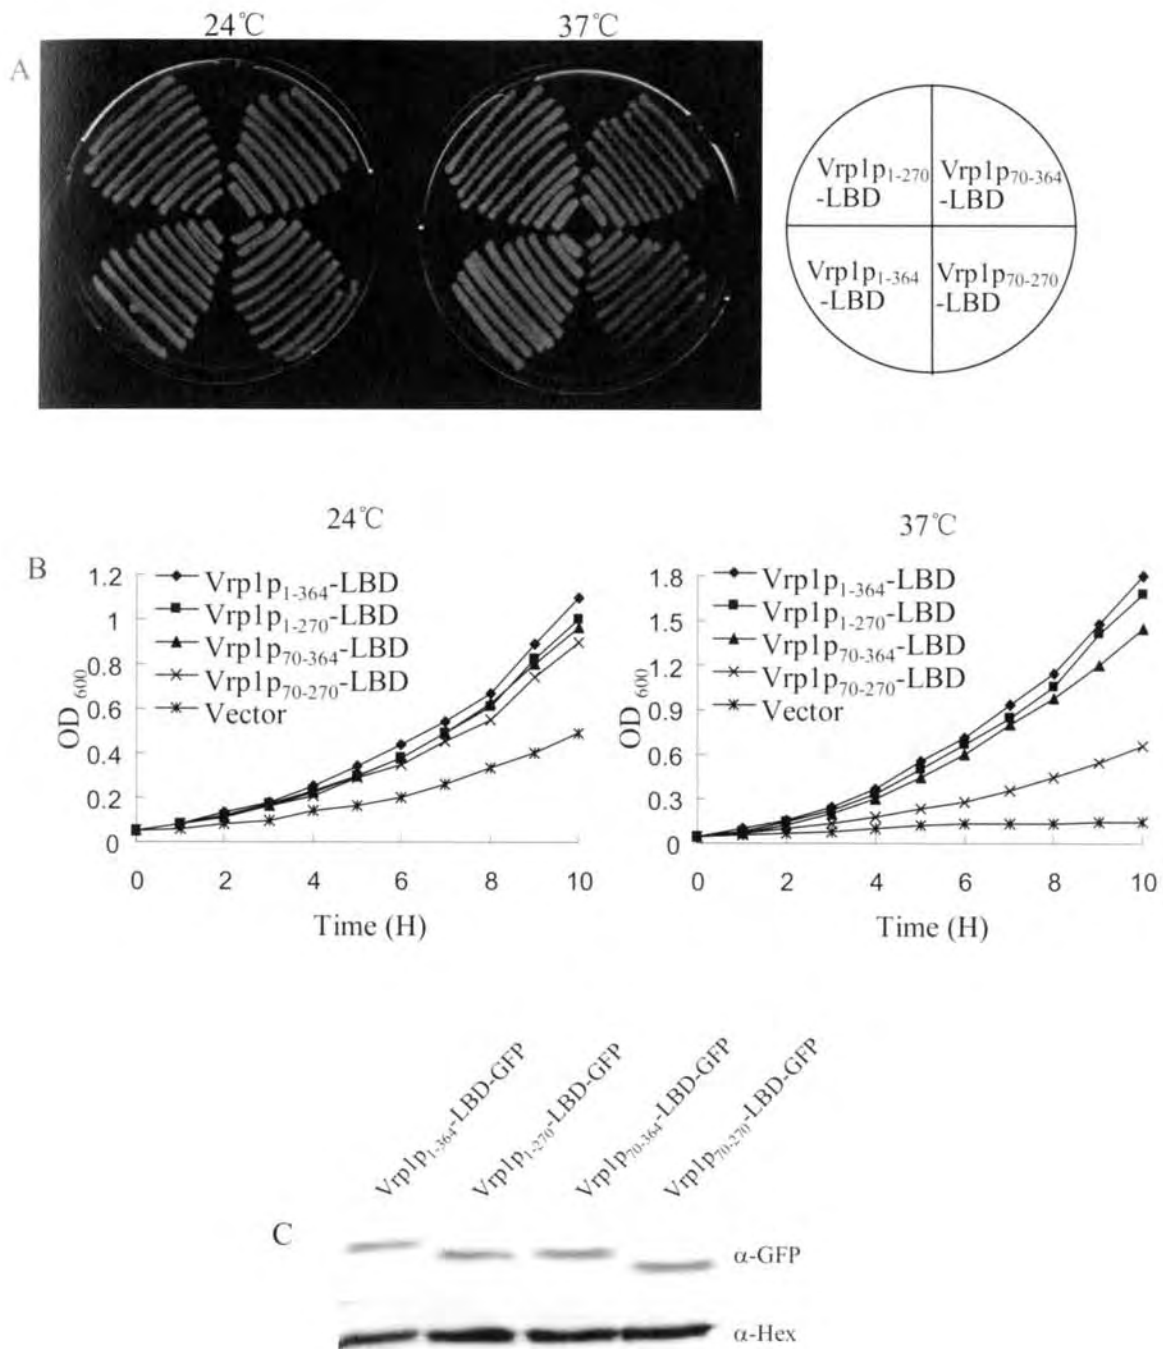 24℃ 37℃
A
Vrp1p1-270 Vrp1p70-364
-LBD -LBD
Vrp1p1-364 Vrp1p70-270
-LBD -LBD
24℃ 37℃
B
1.2
1
0.8
0.6
0.4
0.2
0
OD600
Vrp1p1-364-LBD
Vrp1p1-270-LBD
Vrp1p70-364-LBD
Vrp1p70-270-LBD
Vector
0 2 4 6 8 10
Time (H)
1.8
1.5
1.2
0.9
0.6
0.3
0
OD600
Vrp1p1-364-LBD
Vrp1p1-270-LBD
Vrp1p70-364-LBD
Vrp1p70-270-LBD
Vector
0 2 4 6 8 10
Time (H)
Vrp1p1-364-LBD-GFP
Vrp1p1-270-LBD-GFP
Vrp1p70-364-LBD-GFP
Vrp1p70-270-LBD-GFP
C
α-GFP
α-Hex